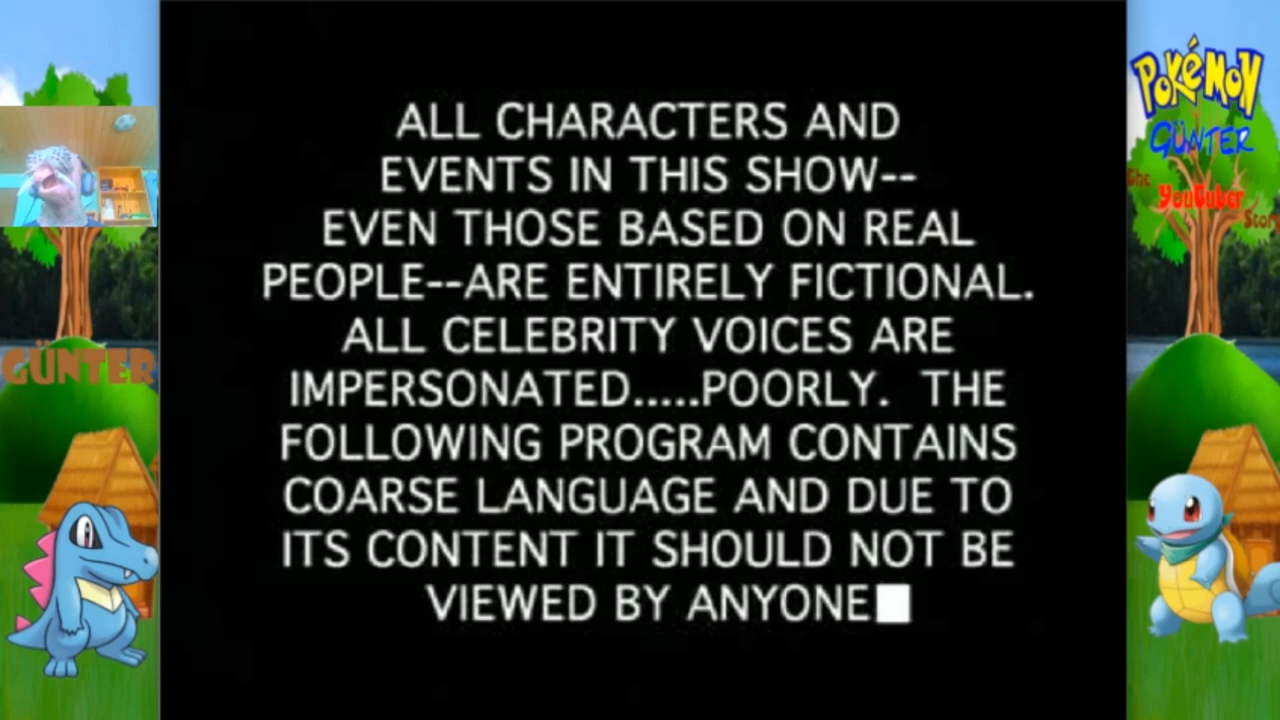 ALL CHARACTERS AND
EVENTS IN THIS SHOW--
EVEN THOSE BASED ON REAL
PEOPLE--ARE ENTIRELY FICTIONAL.
ALL CELEBRITY VOICES ARE
IMPERSONATED.....POORLY. THE
FOLLOWING PROGRAM CONTAINS
COARSE LANGUAGE AND DUE TO
ITS CONTENT IT SHOULD NOT BE
VIEWED BY ANYONE
GÜNTER
POKéMON
GÜNTER
The
YouTuber
Story